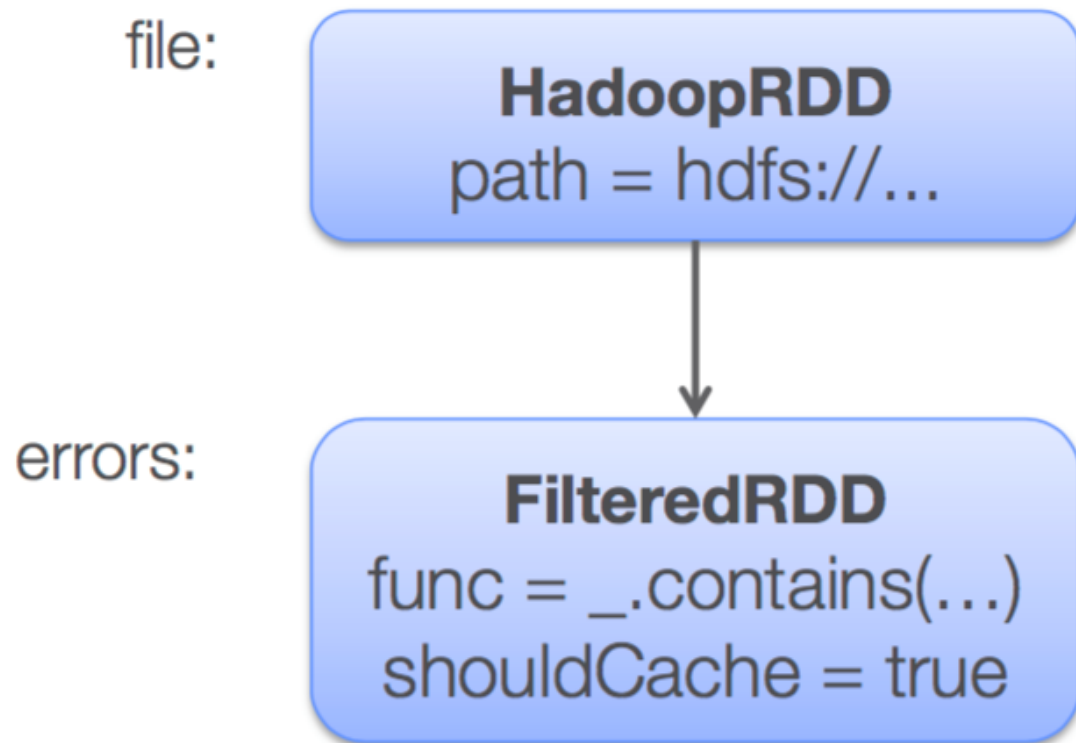 file:
HadoopRDD
path = hdfs://...
errors:
FilteredRDD
func = _.contains(...)
shouldCache = true